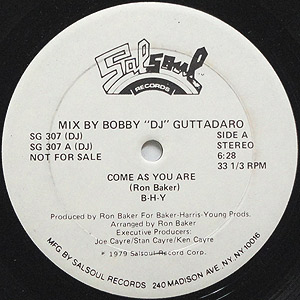 Salsoul
RECORDS
MIX BY BOBBY "DJ" GUTTADARO
SG 307 (DJ) SIDE A
SG 307 A (DJ) STEREO
NOT FOR SALE 6:28
33 1/3 RPM
COME AS YOU ARE
(Ron Baker)
B-H-Y
Produced by Ron Baker For Baker-Harris-Young Prods.
Arranged by Ron Baker
Executive Producers:
Joe Cayre/Stan Cayre/Ken Cayre
© 1979 Salsoul Record Corp.
MFG BY SALSOUL RECORDS 240 MADISON AVE NY, NY 10016